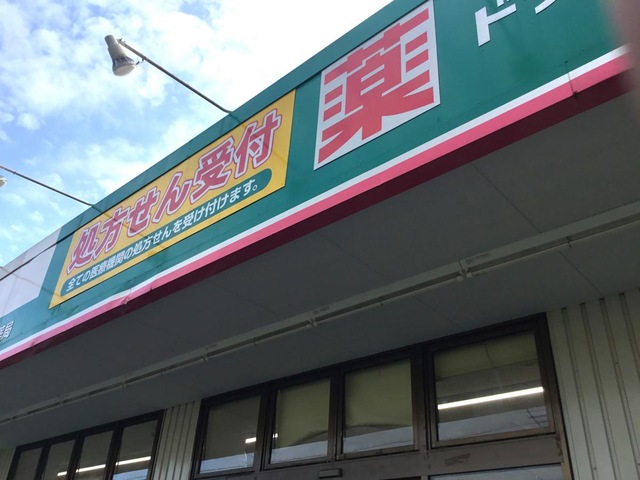 処方せん受付
全ての医療機関の処方せんを受け付けます。
薬
ド